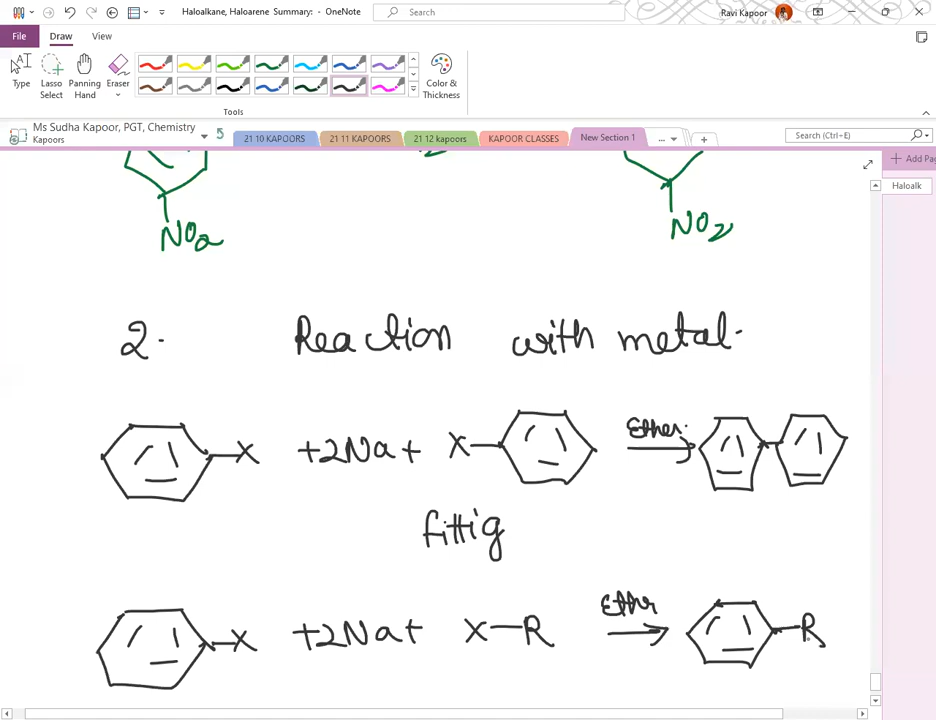 Haloalkane, Haloarene Summary: - OneNote
Search
Ravi Kapoor
File Draw View
Type Lasso Select Panning Hand Eraser Color & Thickness
Tools
Ms Sudha Kapoor, PGT, Chemistry
Kapoors
21 10 KAPOORS 21 11 KAPOORS 21 12 kapoors KAPOOR CLASSES New Section 1 ... + Search (Ctrl+E)
+ Add Pag
Haloalk
NO2 NO2
2. Reaction with metal.
X +2Na+ X Ether.
fittig
X +2Na+ X-R Ether R